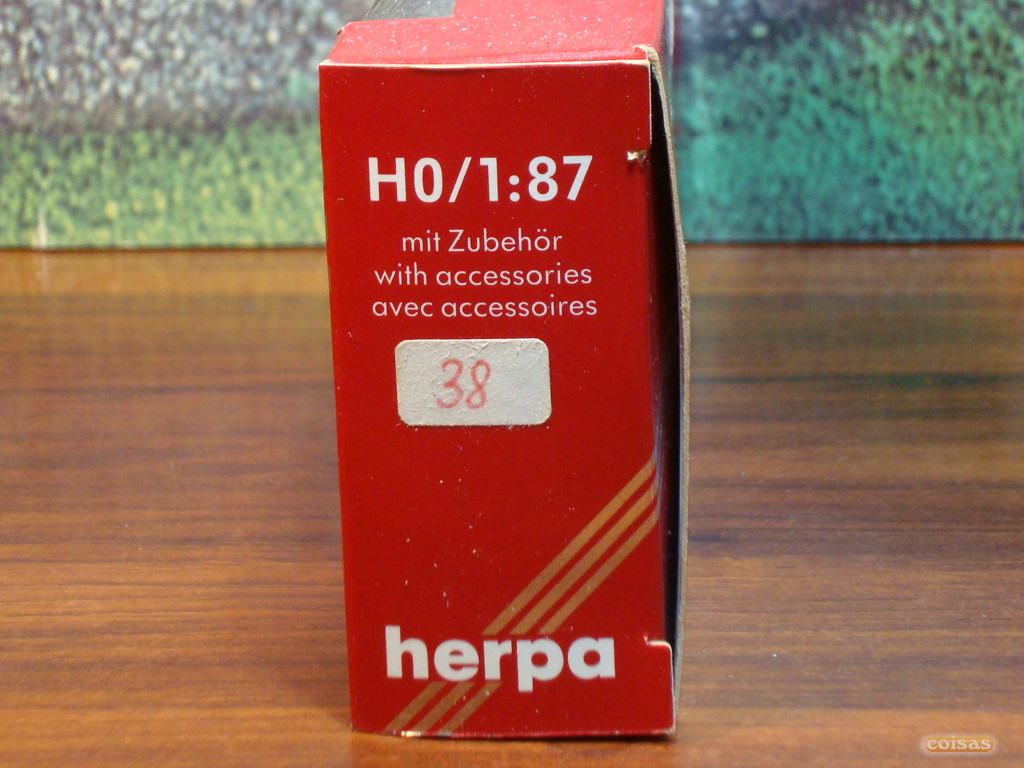 H0/1:87
mit Zubehör
with accessories
avec accessoires
38
herpa
coisas